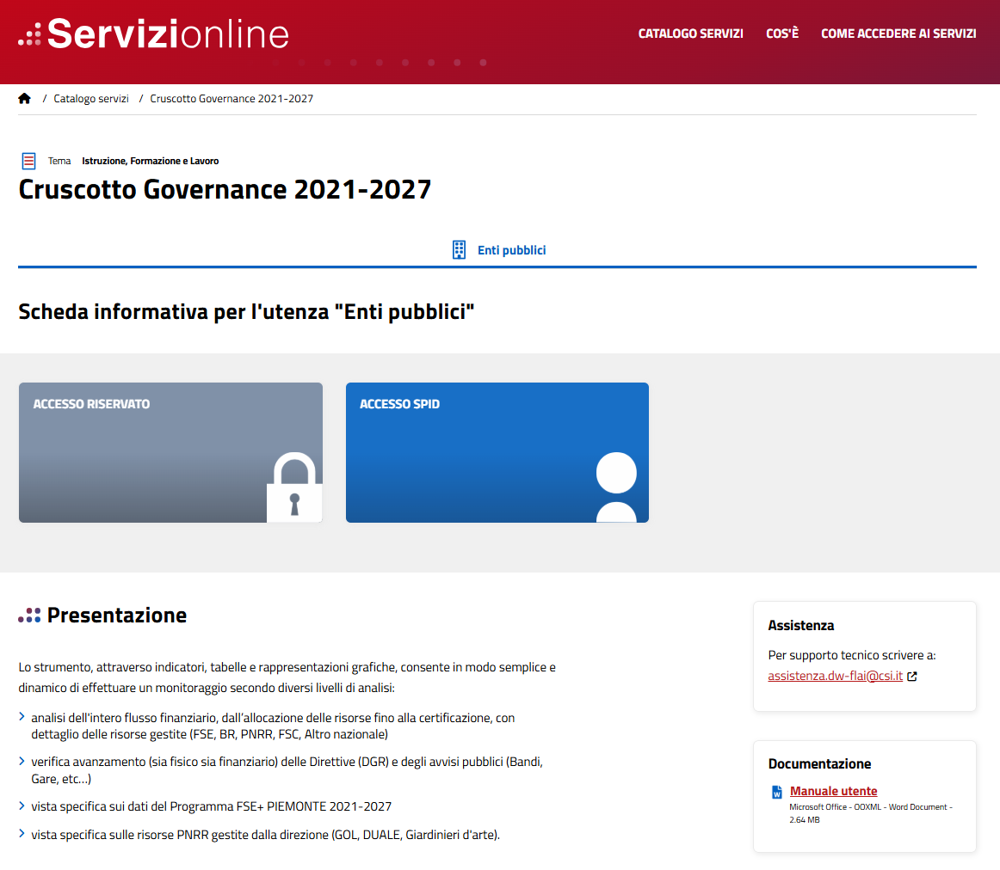 Servizionline
CATALOGO SERVIZI COS'È COME ACCEDERE AI SERVIZI
/ Catalogo servizi / Cruscotto Governance 2021-2027
Tema Istruzione, Formazione e Lavoro
Cruscotto Governance 2021-2027
Enti pubblici
Scheda informativa per l'utenza "Enti pubblici"
ACCESSO RISERVATO
ACCESSO SPID
Presentazione
Lo strumento, attraverso indicatori, tabelle e rappresentazioni grafiche, consente in modo semplice e
dinamico di effettuare un monitoraggio secondo diversi livelli di analisi:
analisi dell'intero flusso finanziario, dall’allocazione delle risorse fino alla certificazione, con
dettaglio delle risorse gestite (FSE, BR, PNRR, FSC, Altro nazionale)
verifica avanzamento (sia fisico sia finanziario) delle Direttive (DGR) e degli avvisi pubblici (Bandi,
Gare, etc…)
vista specifica sui dati del Programma FSE+ PIEMONTE 2021-2027
vista specifica sulle risorse PNRR gestite dalla direzione (GOL, DUALE, Giardinieri d'arte).
Assistenza
Per supporto tecnico scrivere a:
assistenza.dw-flai@csi.it
Documentazione
Manuale utente
Microsoft Office - OOXML - Word Document -
2.64 MB